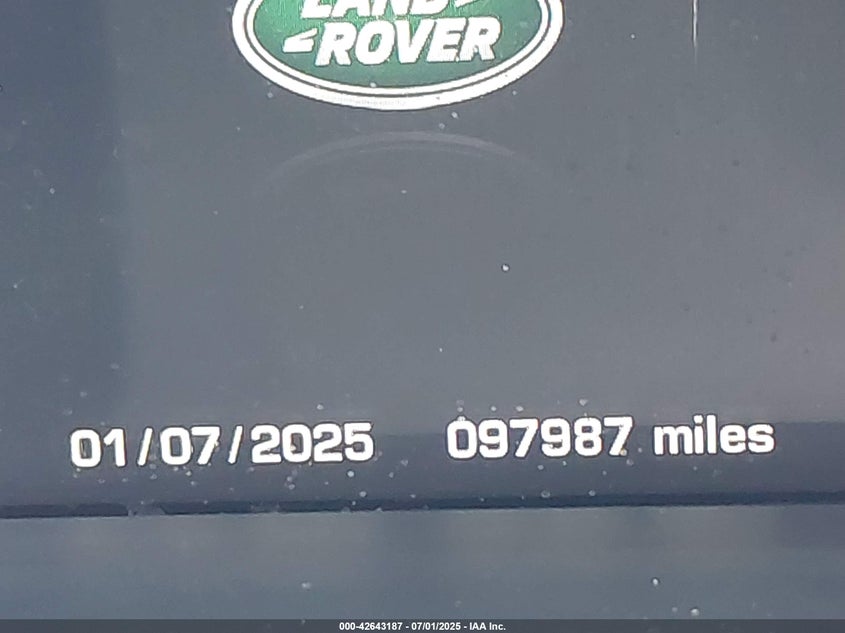 LAND
ROVER
01/07/2025 097987 miles
000-42643187 - 07/01/2025 - IAA Inc.